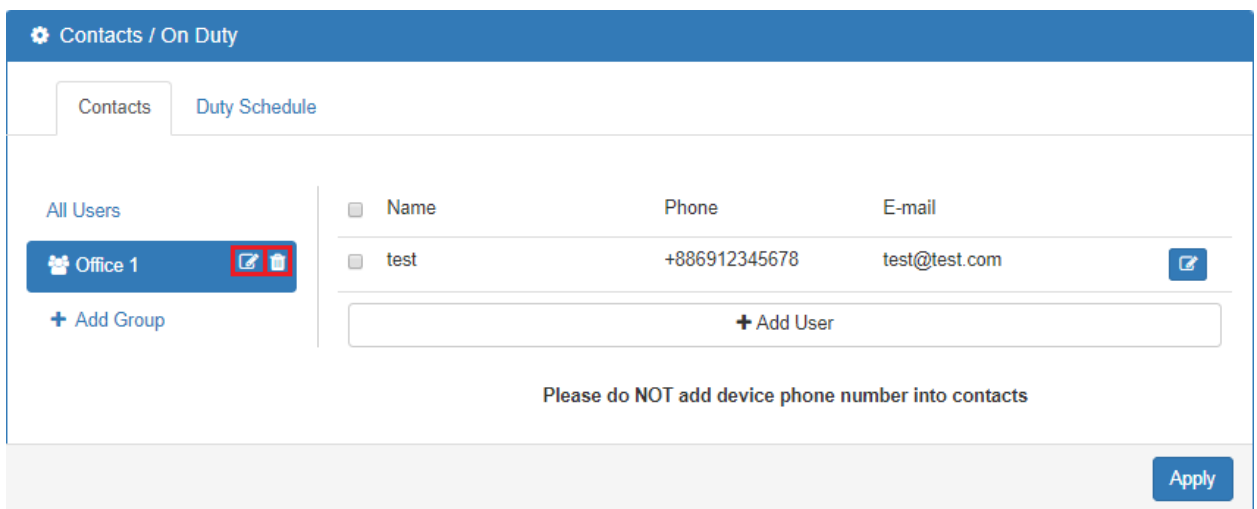 Contacts / On Duty
Contacts Duty Schedule
All Users
Office 1
Add Group
Name Phone E-mail
test +886912345678 test@test.com
Add User
Please do NOT add device phone number into contacts
Apply